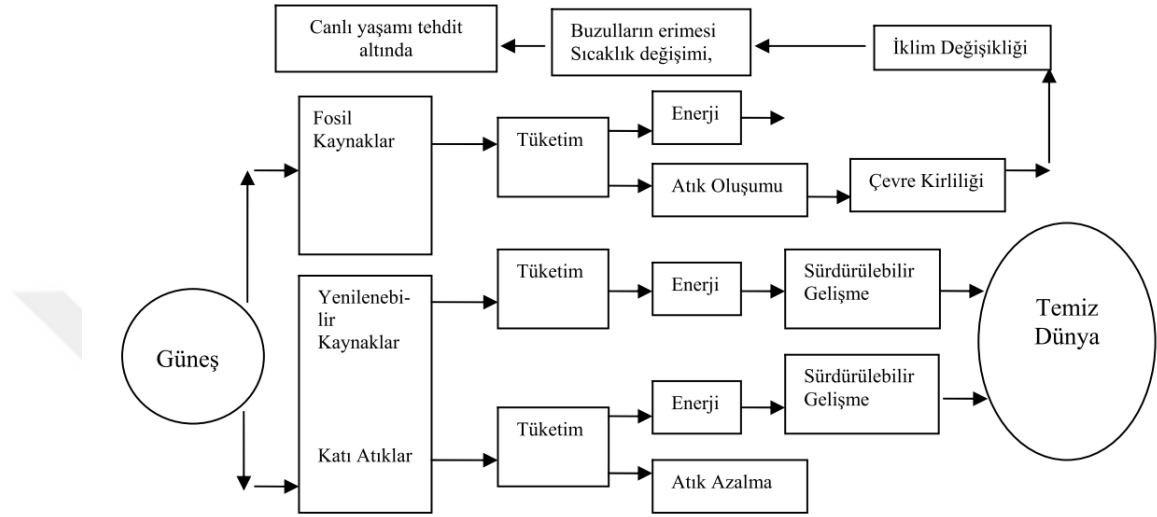 Canlı yaşamı tehdit
altında
Buzulların erimesi
Sıcaklık değişimi,
İklim Değişikliği
Fosil
Kaynaklar
Tüketim
Enerji
Atık Oluşumu
Çevre Kirliliği
Güneş
Yenilenebi-
lir
Kaynaklar
Tüketim
Enerji
Sürdürülebilir
Gelişme
Temiz
Dünya
Katı Atıklar
Tüketim
Enerji
Sürdürülebilir
Gelişme
Atık Azalma